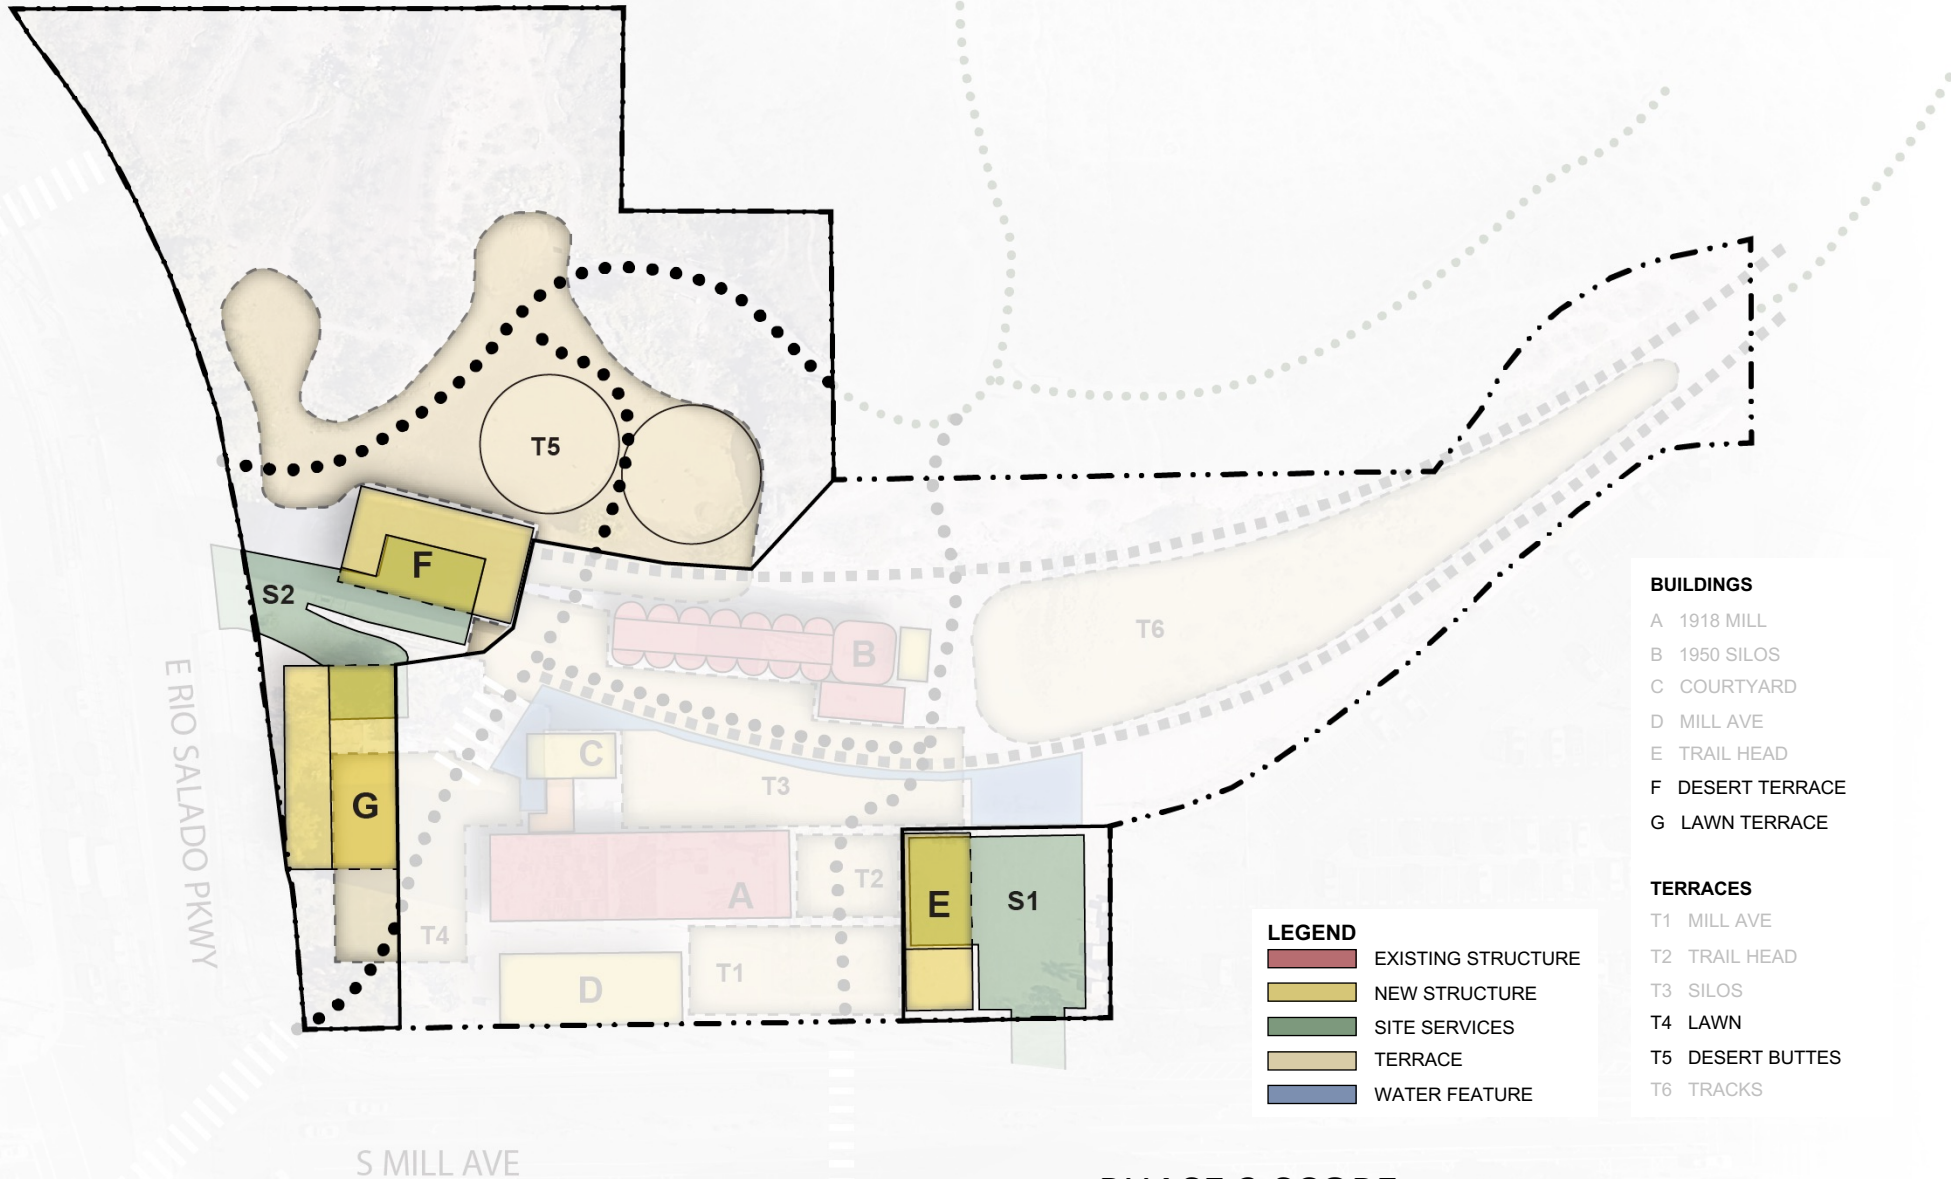 T5
F
S2
B
T6
E RIO SALADO PKWY
C
T3
G
A
T2
E
S1
T4
D
T1
S MILL AVE
BUILDINGS
A 1918 MILL
B 1950 SILOS
C COURTYARD
D MILL AVE
E TRAIL HEAD
F DESERT TERRACE
G LAWN TERRACE
TERRACES
T1 MILL AVE
T2 TRAIL HEAD
T3 SILOS
T4 LAWN
T5 DESERT BUTTES
T6 TRACKS
LEGEND
EXISTING STRUCTURE
NEW STRUCTURE
SITE SERVICES
TERRACE
WATER FEATURE